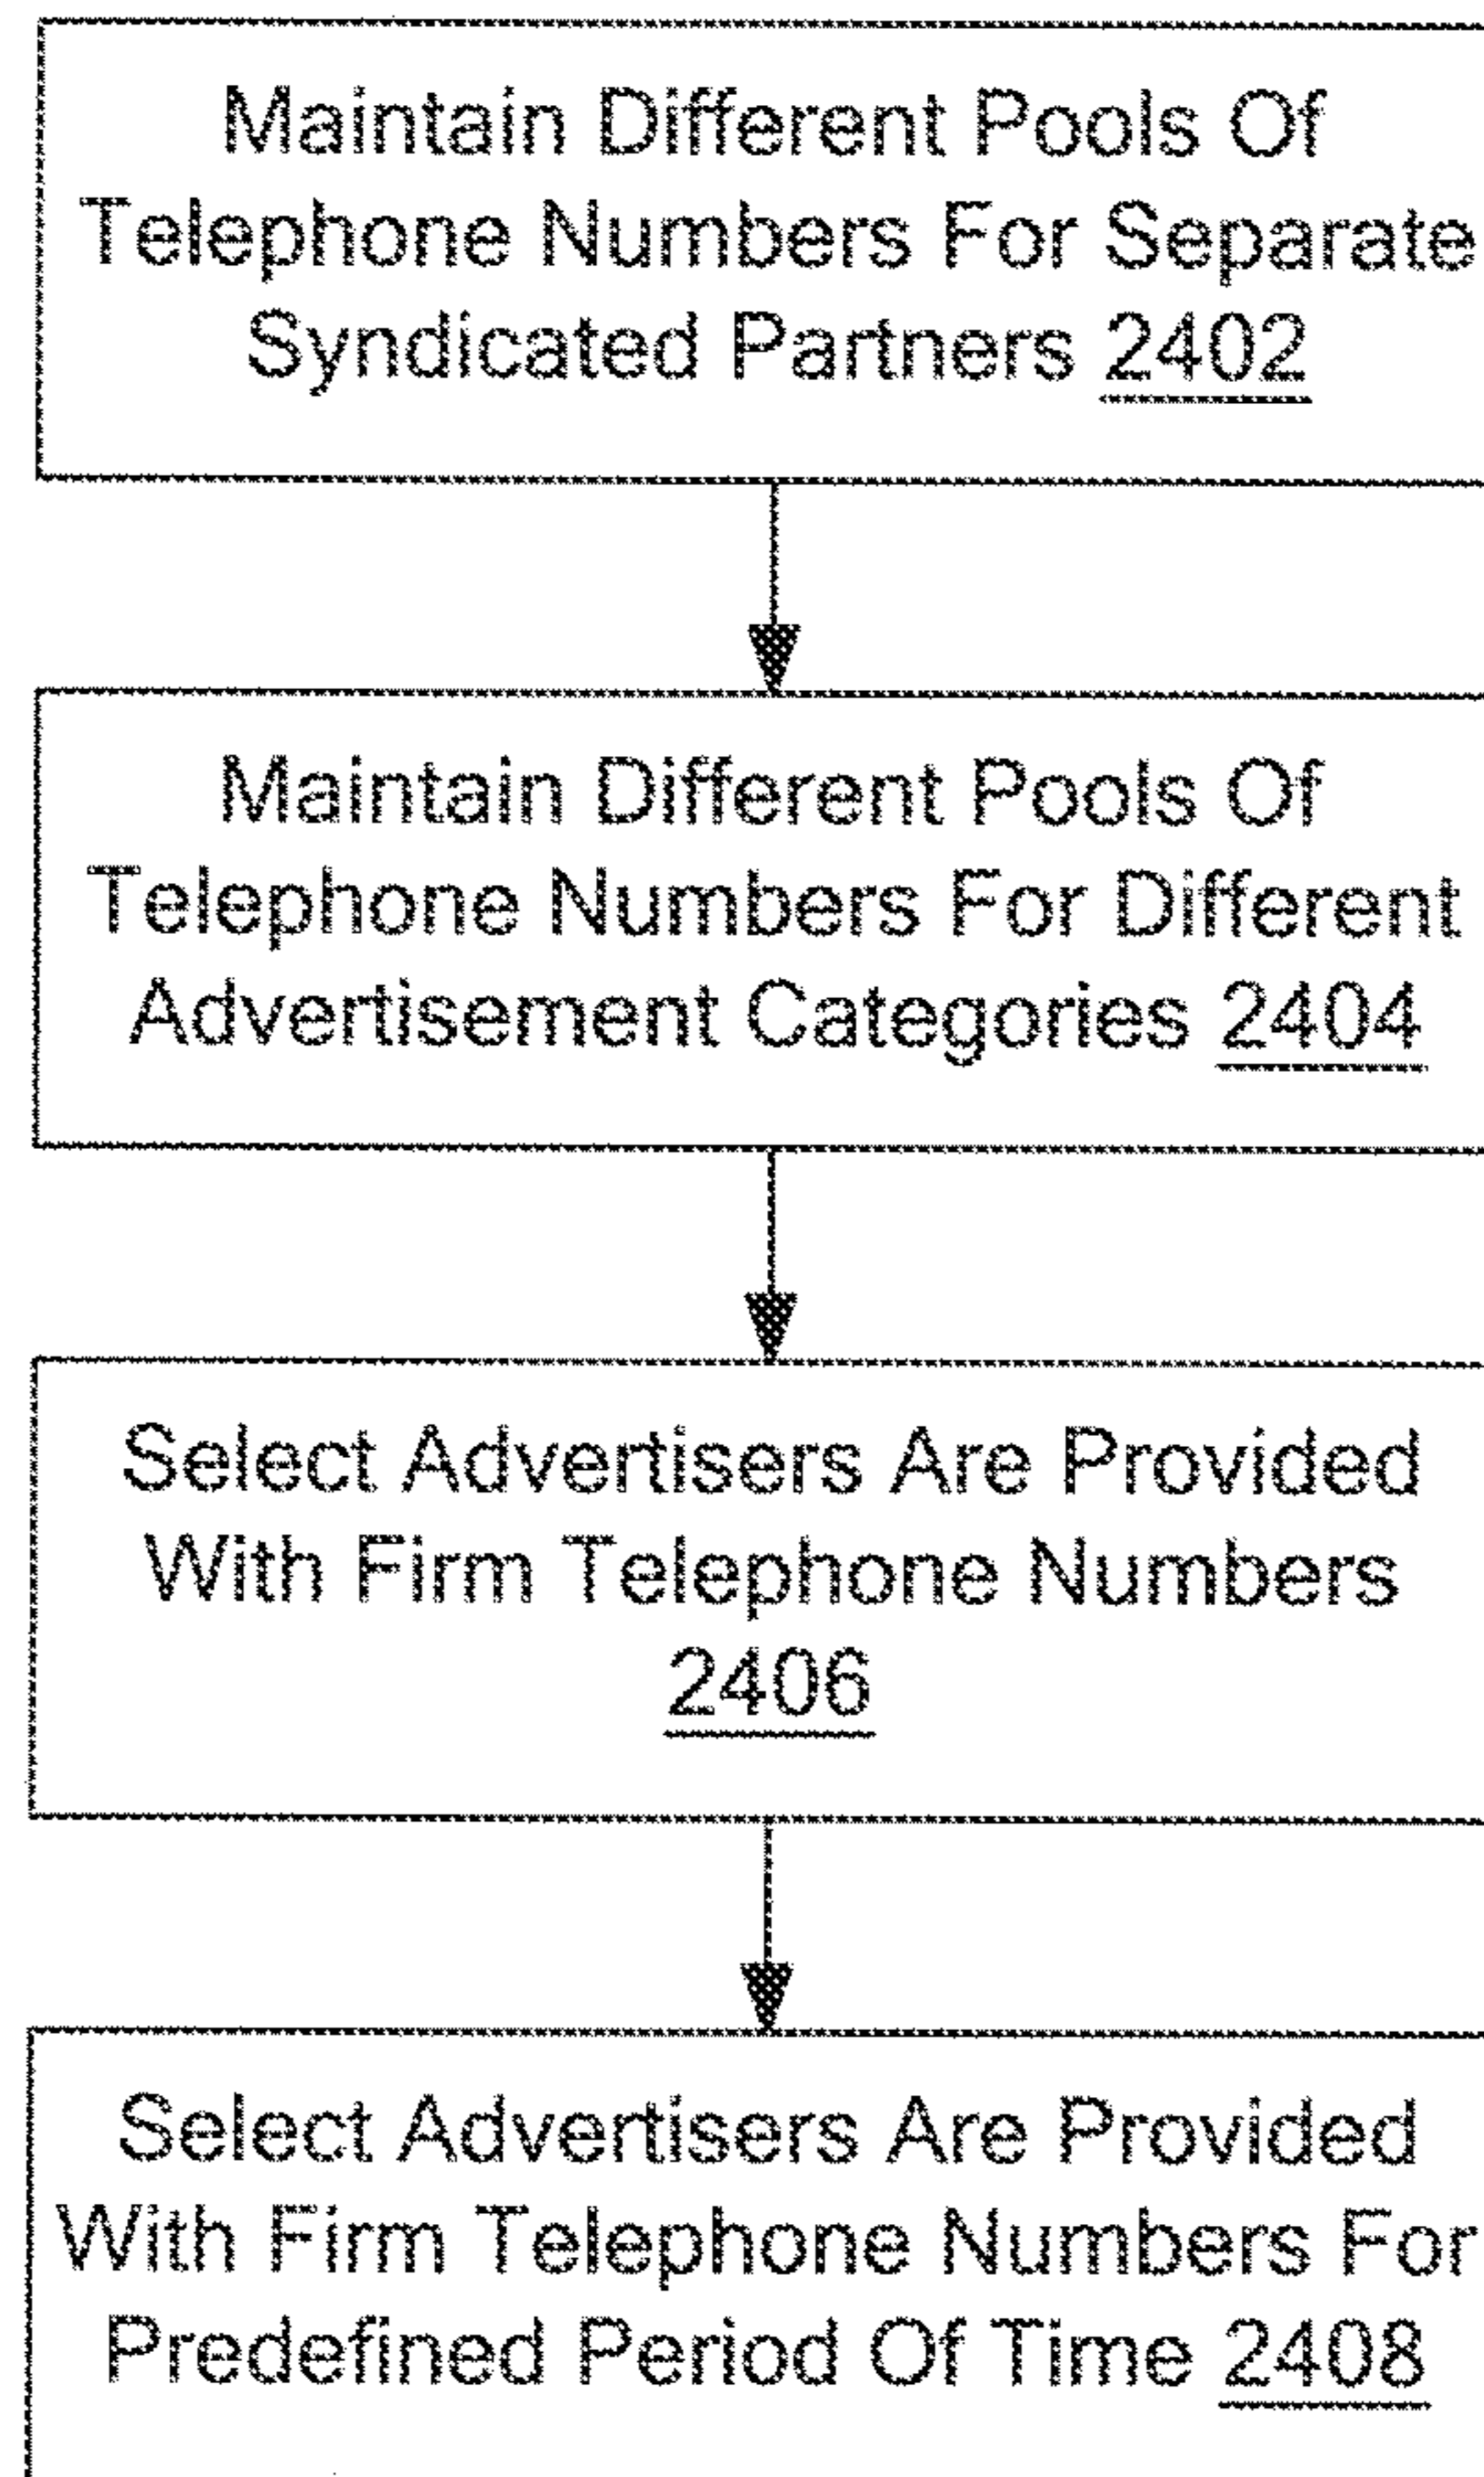 Maintain Different Pools Of
Telephone Numbers For Separate
Syndicated Partners 2402
Maintain Different Pools Of
Telephone Numbers For Different
Advertisement Categories 2404
Select Advertisers Are Provided
With Firm Telephone Numbers
2406
Select Advertisers Are Provided
With Firm Telephone Numbers For
Predefined Period Of Time 2408